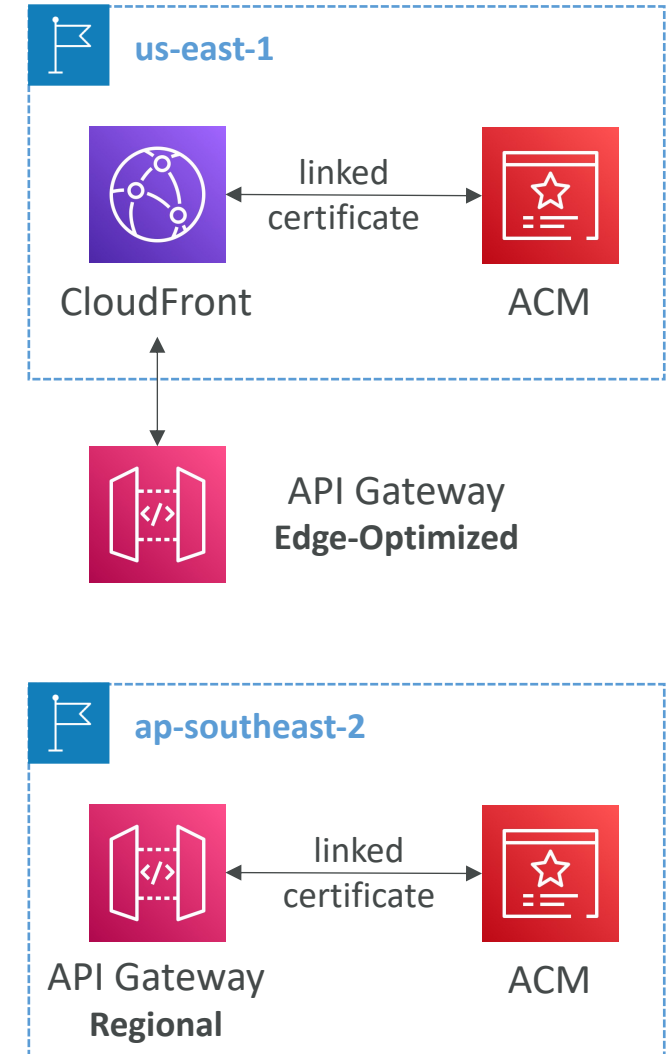 us-east-1
linked
certificate
CloudFront
ACM
API Gateway
Edge-Optimized
ap-southeast-2
linked
certificate
API Gateway
Regional
ACM